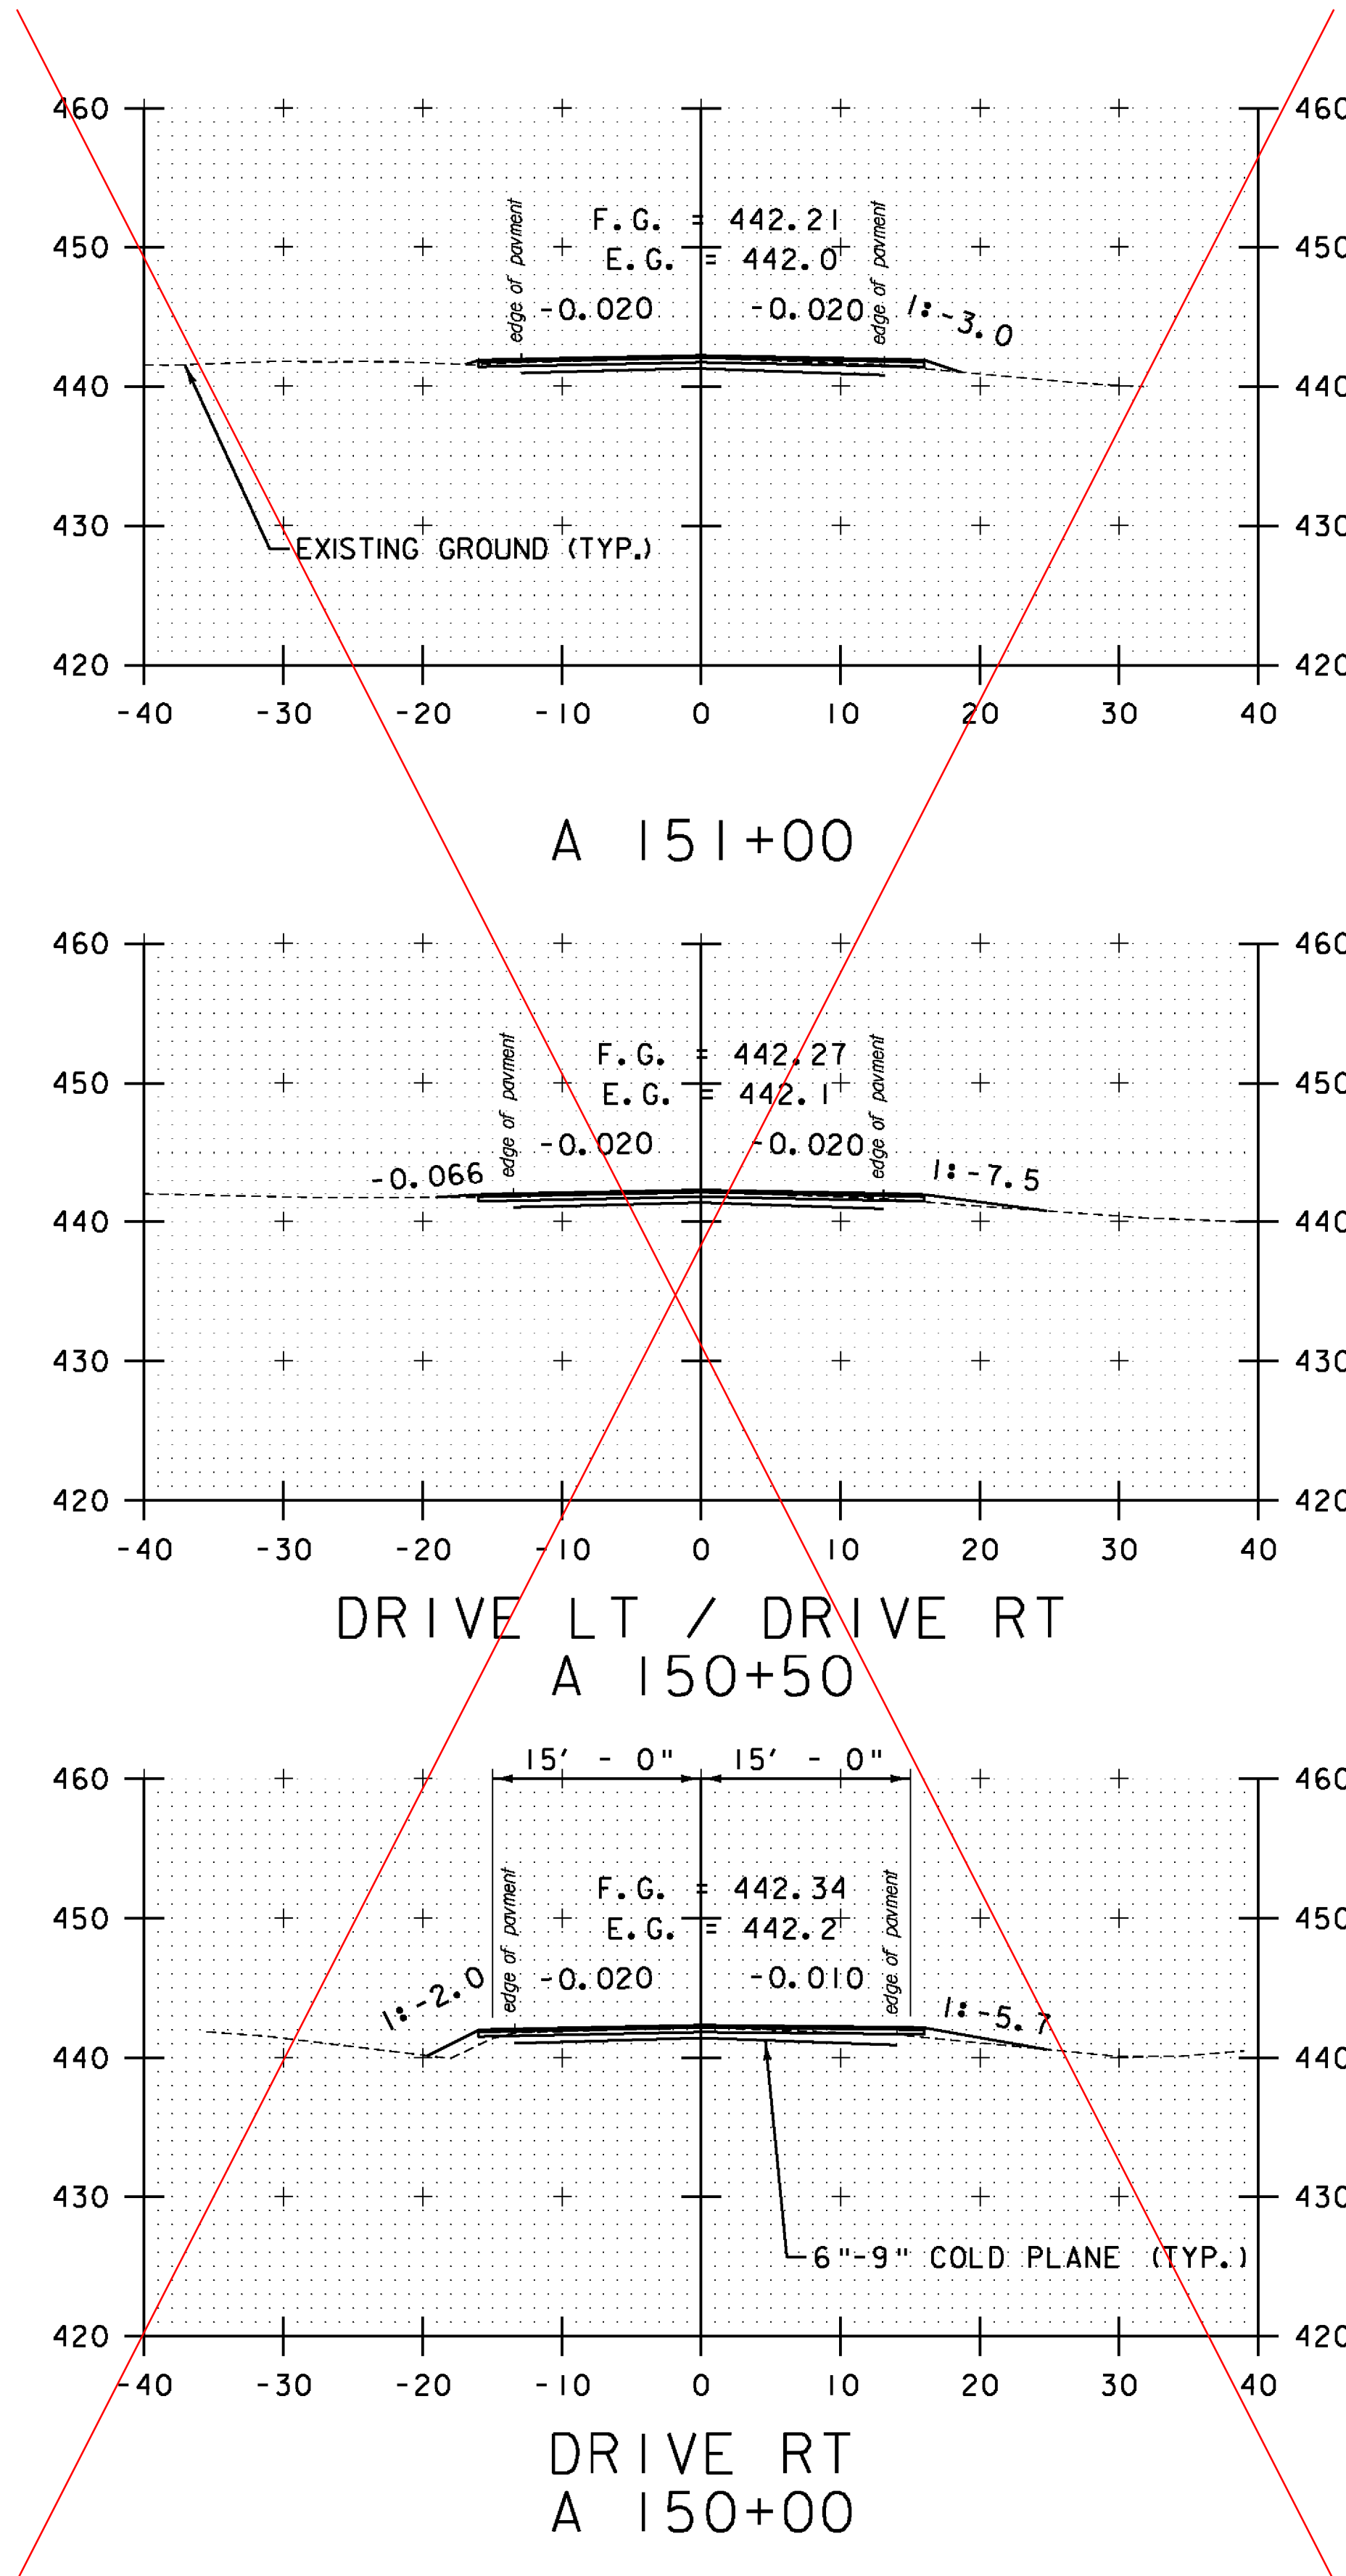 460 460
edge of pavment F.G. = 442.21 edge of pavment
450 450
E.G. = 442.0
-0.020 -0.020 1:-3.0
440 440
430 430
EXISTING GROUND (TYP.)
420 420
-40 -30 -20 -10 0 10 20 30 40
A 151+00
460 460
edge of pavment F.G. = 442.27 edge of pavment
450 450
E.G. = 442.1
-0.020 -0.020
-0.066 1:-7.5
440 440
430 430
420 420
-40 -30 -20 -10 0 10 20 30 40
DRIVE LT / DRIVE RT
A 150+50
15' - 0" 15' - 0"
460 460
edge of pavment F.G. = 442.34 edge of pavment
450 450
E.G. = 442.2
1:-2.0 -0.020 -0.010 1:-5.7
440 440
430 430
6"-9" COLD PLANE (TYP.)
420 420
-40 -30 -20 -10 0 10 20 30 40
DRIVE RT
A 150+00